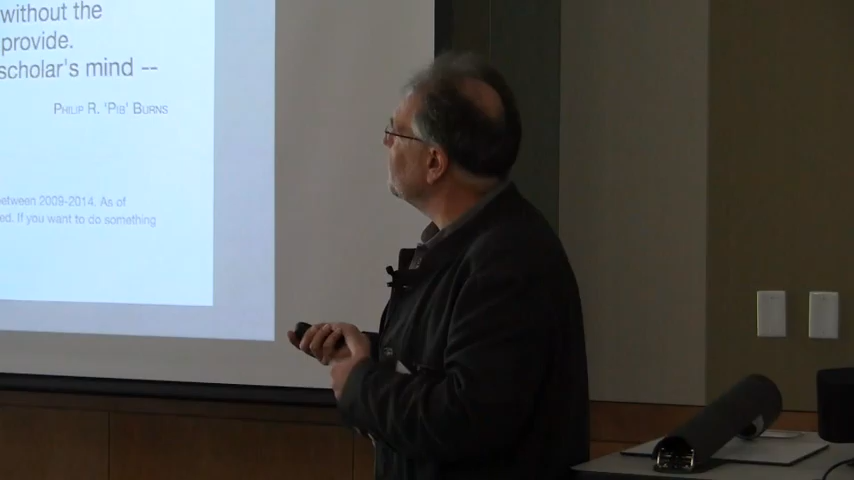 without the
provide.
scholar's mind --
Philip R. 'Pib' Burns
between 2009-2014. As of
ed. If you want to do something